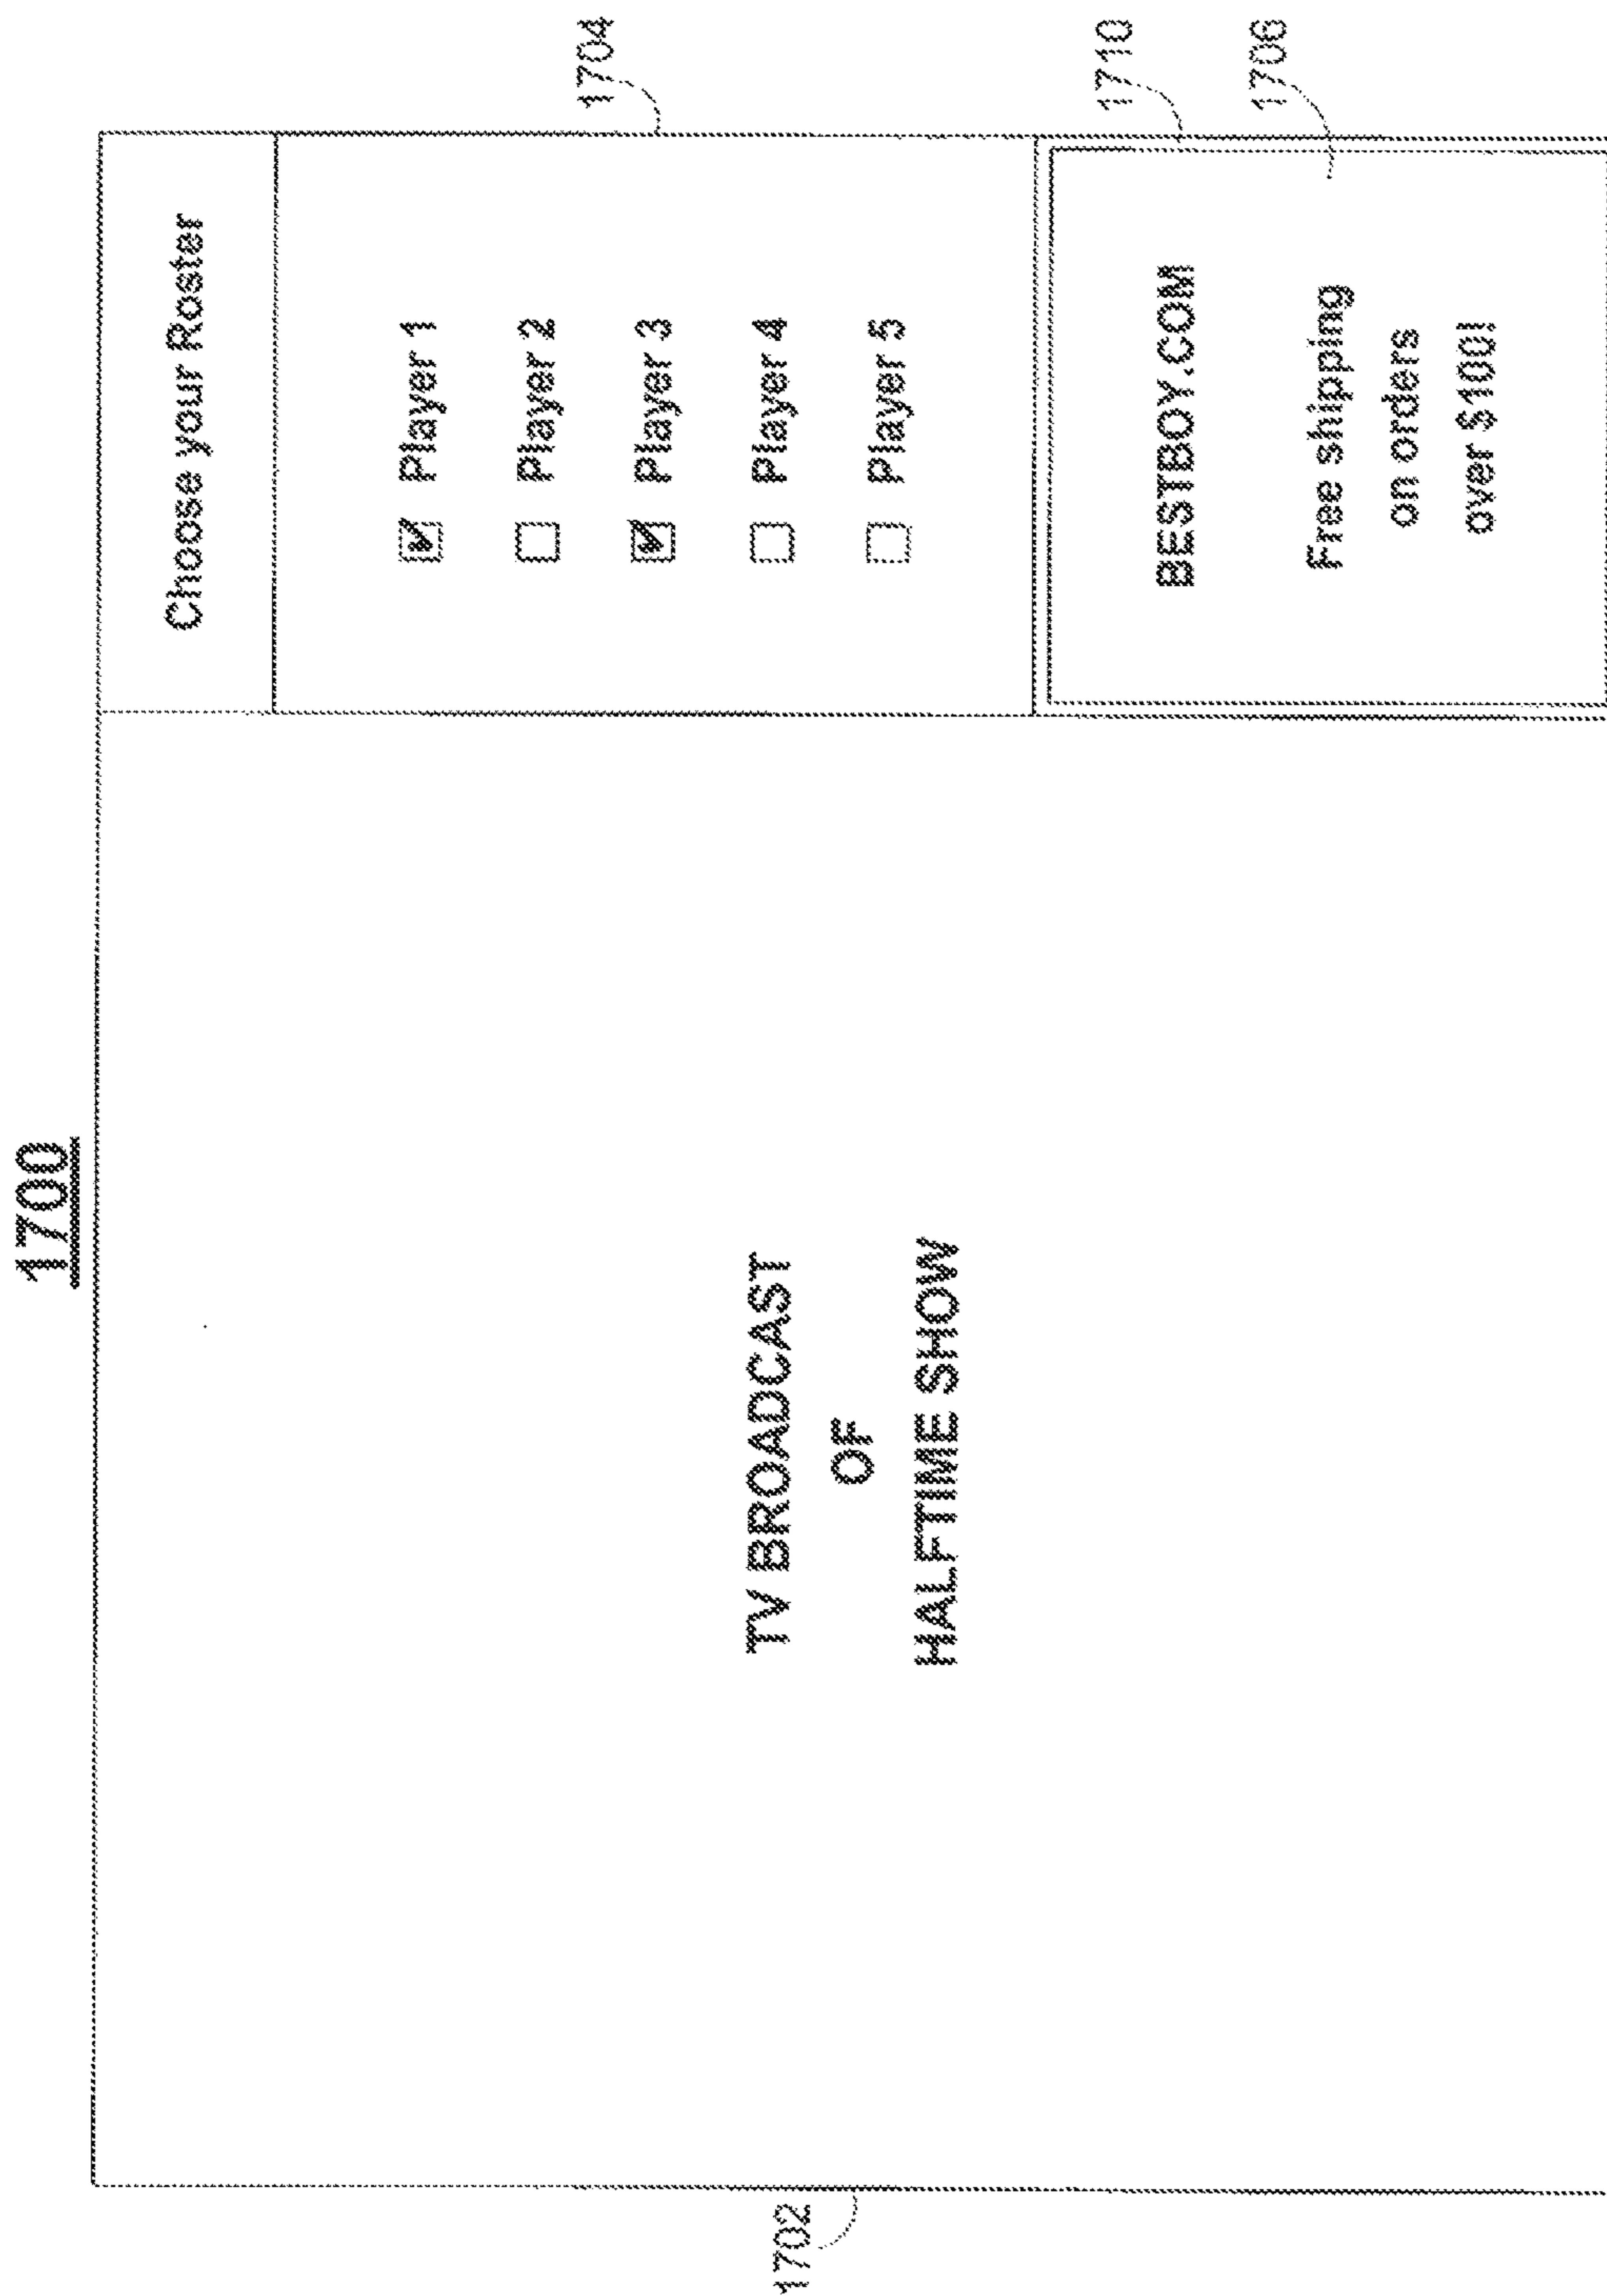 1700
Choose your Roster
Player 1
Player 2
Player 3
Player 4
Player 5
1704
TV BROADCAST
OF
HALFTIME SHOW
1702
1710
BESTBOY.COM
1706
Free shipping
on orders
over $100!